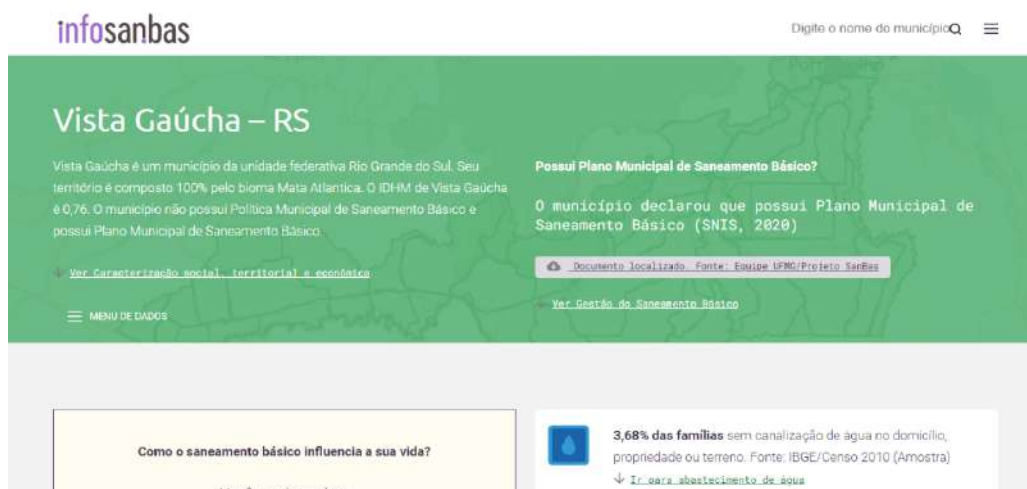 infosanbas
Digite o nome do município
Vista Gaúcha – RS
Vista Gaúcha é um município da unidade federativa Rio Grande do Sul. Seu
território é composto 100% pelo bioma Mata Atlantica. O IDHM de Vista Gaúcha
é 0,76. O município não possui Política Municipal de Saneamento Básico e
possui Plano Municipal de Saneamento Básico.
Ver Caracterização social, territorial e econômica
MENU DE DADOS
Possui Plano Municipal de Saneamento Básico?
O município declarou que possui Plano Municipal de
Saneamento Básico (SNIS, 2020)
Documento localizado. Fonte: Equipe UFMG/Projeto SanBas
Ver Gestão do Saneamento Básico
Como o saneamento básico influencia a sua vida?
3,68% das famílias sem canalização de água no domicílio,
propriedade ou terreno. Fonte: IBGE/Censo 2010 (Amostra)
Ir para abastecimento de água